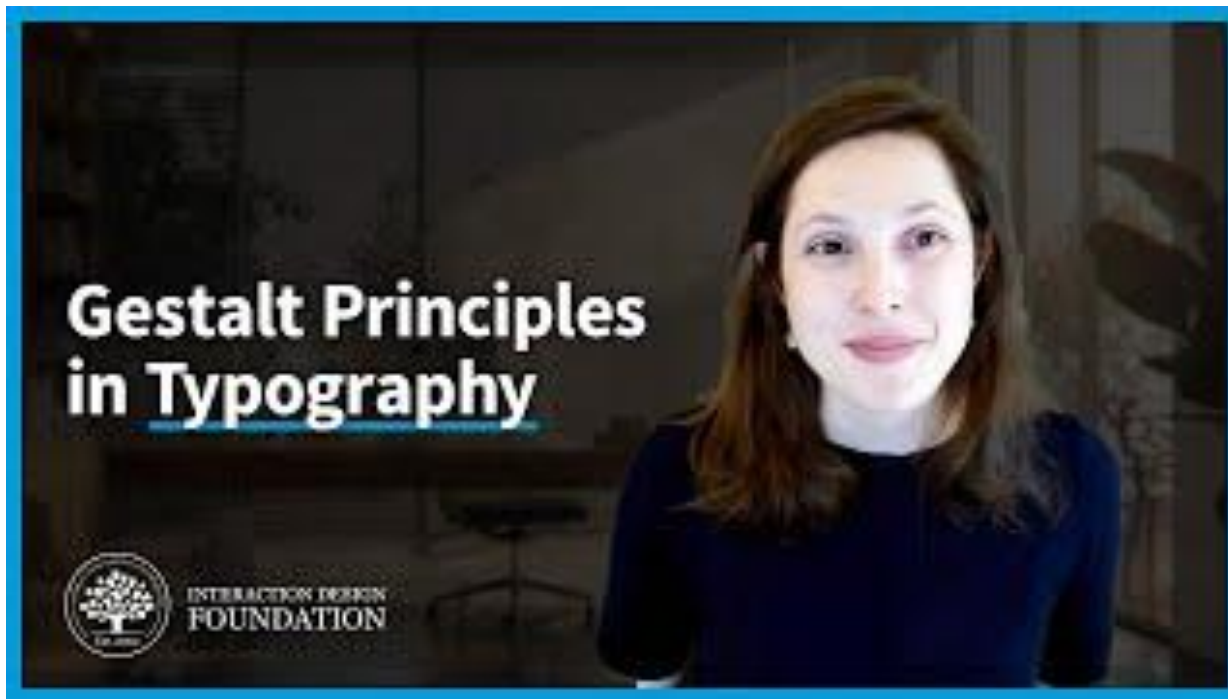 Gestalt Principles
in Typography
INTERACTION DESIGN
FOUNDATION